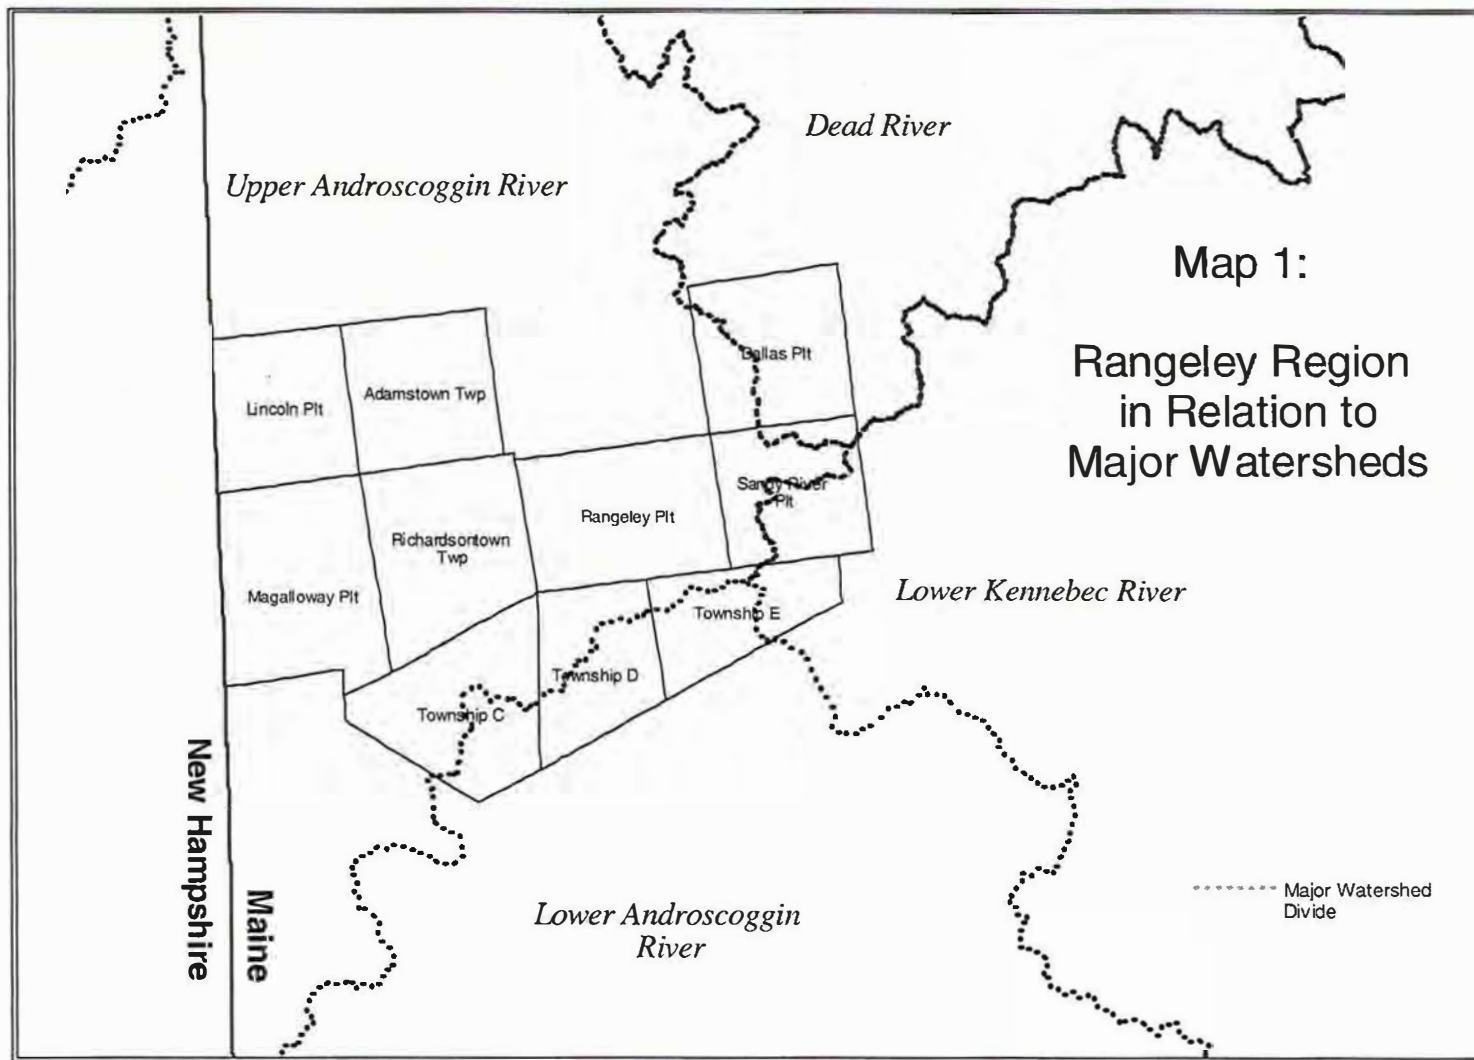 Dead River
Upper Androscoggin River
Map 1:
Rangeley Region
in Relation to
Major Watersheds
Dallas Plt
Adamstown Twp
Lincoln Plt
Sandy River
Plt
Rangeley Plt
Richardsontown
Twp
Magalloway Plt
Lower Kennebec River
Township E
Township D
Township C
New Hampshire
Maine
Lower Androscoggin
River
Major Watershed
Divide